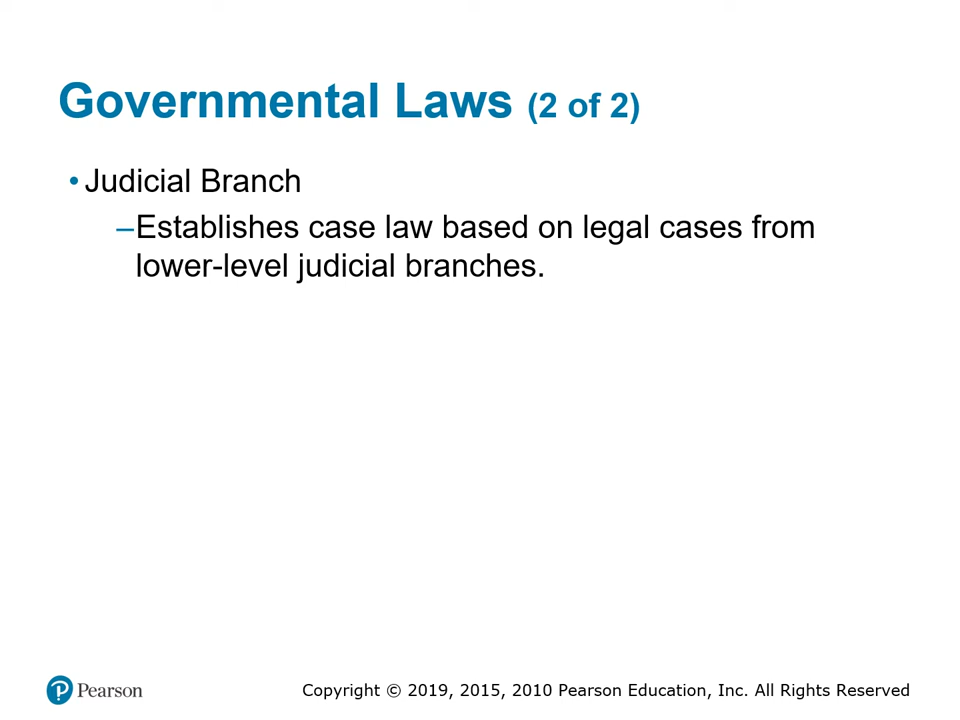 Governmental Laws (2 of 2)
• Judicial Branch
–Establishes case law based on legal cases from
lower-level judicial branches.
Pearson
Copyright © 2019, 2015, 2010 Pearson Education, Inc. All Rights Reserved